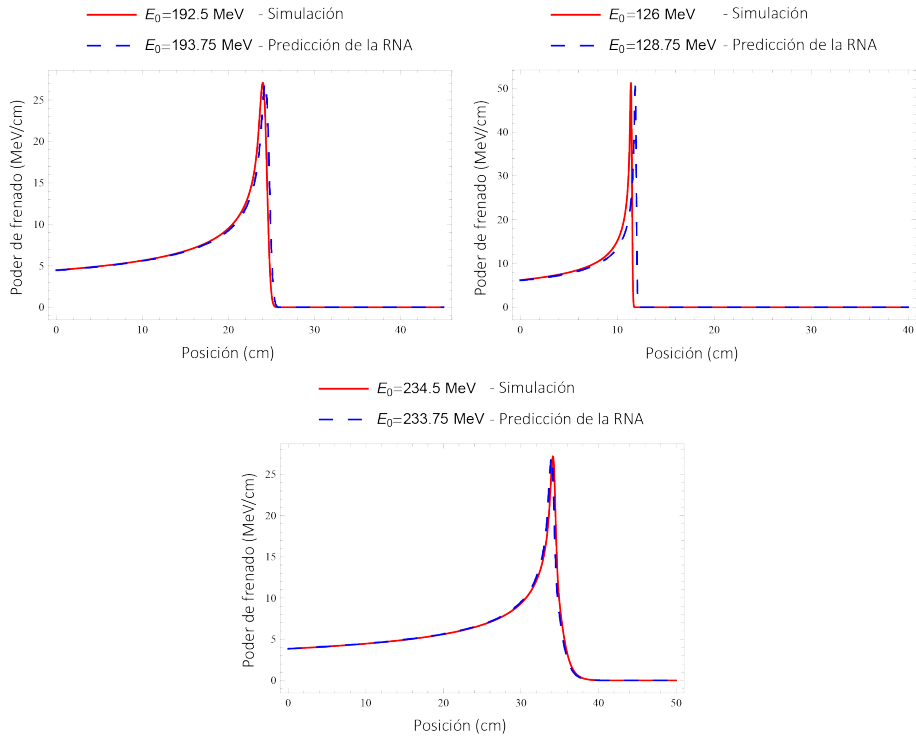 E0=192.5 MeV - Simulación
E0=193.75 MeV - Predicción de la RNA
Poder de frenado (MeV/cm)
25
20
15
10
5
0
0 10 20 30 40
Posición (cm)
E0=126 MeV - Simulación
E0=128.75 MeV - Predicción de la RNA
Poder de frenado (MeV/cm)
50
40
30
20
10
0
0 10 20 30 40
Posición (cm)
E0=234.5 MeV - Simulación
E0=233.75 MeV - Predicción de la RNA
Poder de frenado (MeV/cm)
25
20
15
10
5
0
0 10 20 30 40 50
Posición (cm)